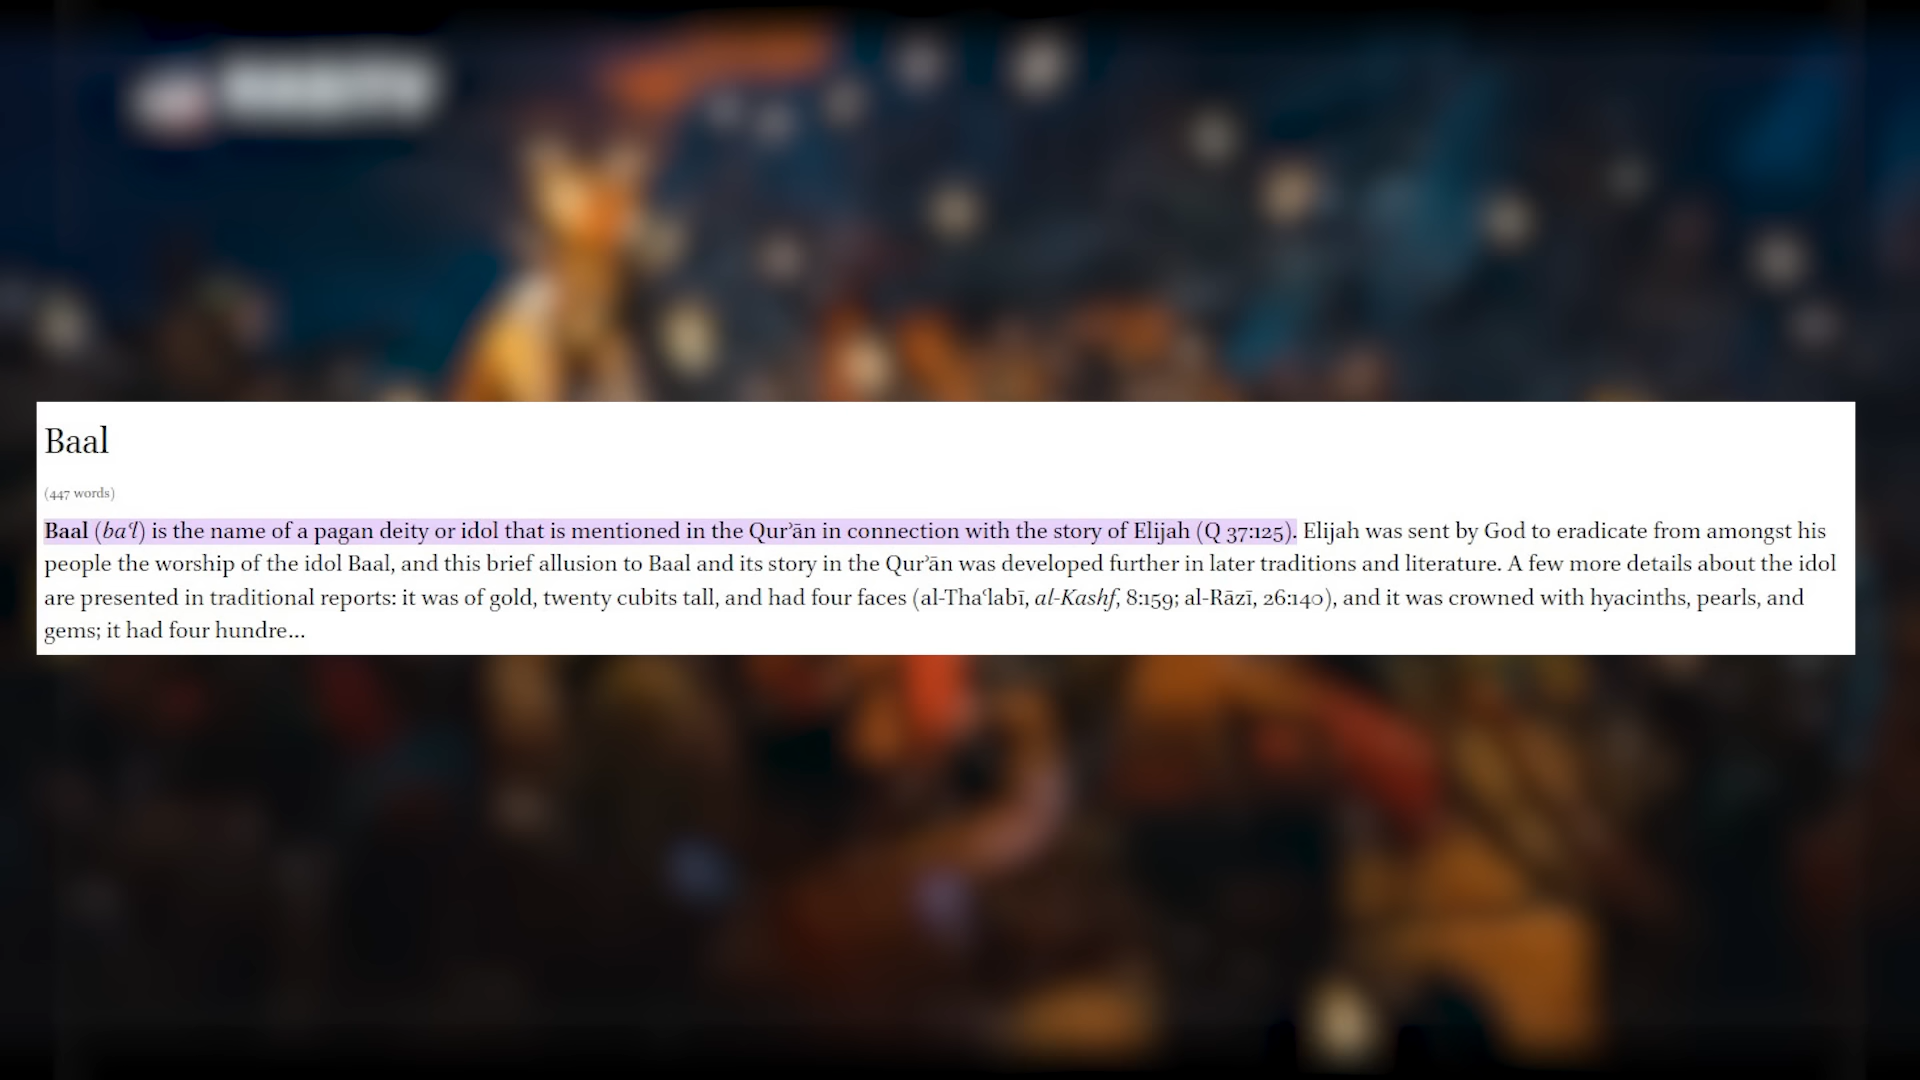 Baal
(447 words)
Baal (baʿl) is the name of a pagan deity or idol that is mentioned in the Qurʾān in connection with the story of Elijah (Q 37:125). Elijah was sent by God to eradicate from amongst his
people the worship of the idol Baal, and this brief allusion to Baal and its story in the Qurʾān was developed further in later traditions and literature. A few more details about the idol
are presented in traditional reports: it was of gold, twenty cubits tall, and had four faces (al-Thaʿlabī, al-Kashf, 8:159; al-Rāzī, 26:140), and it was crowned with hyacinths, pearls, and
gems; it had four hundre...